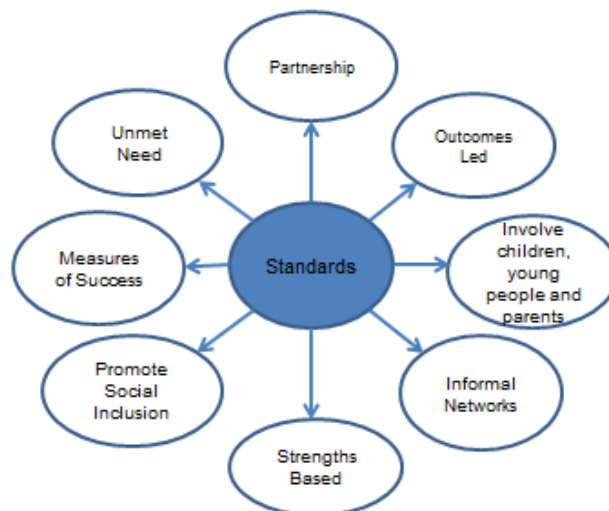 Partnership
Unmet
Need
Outcomes
Led
Measures
of Success
Standards
Involve
children,
young
people and
parents
Promote
Social
Inclusion
Informal
Networks
Strengths
Based